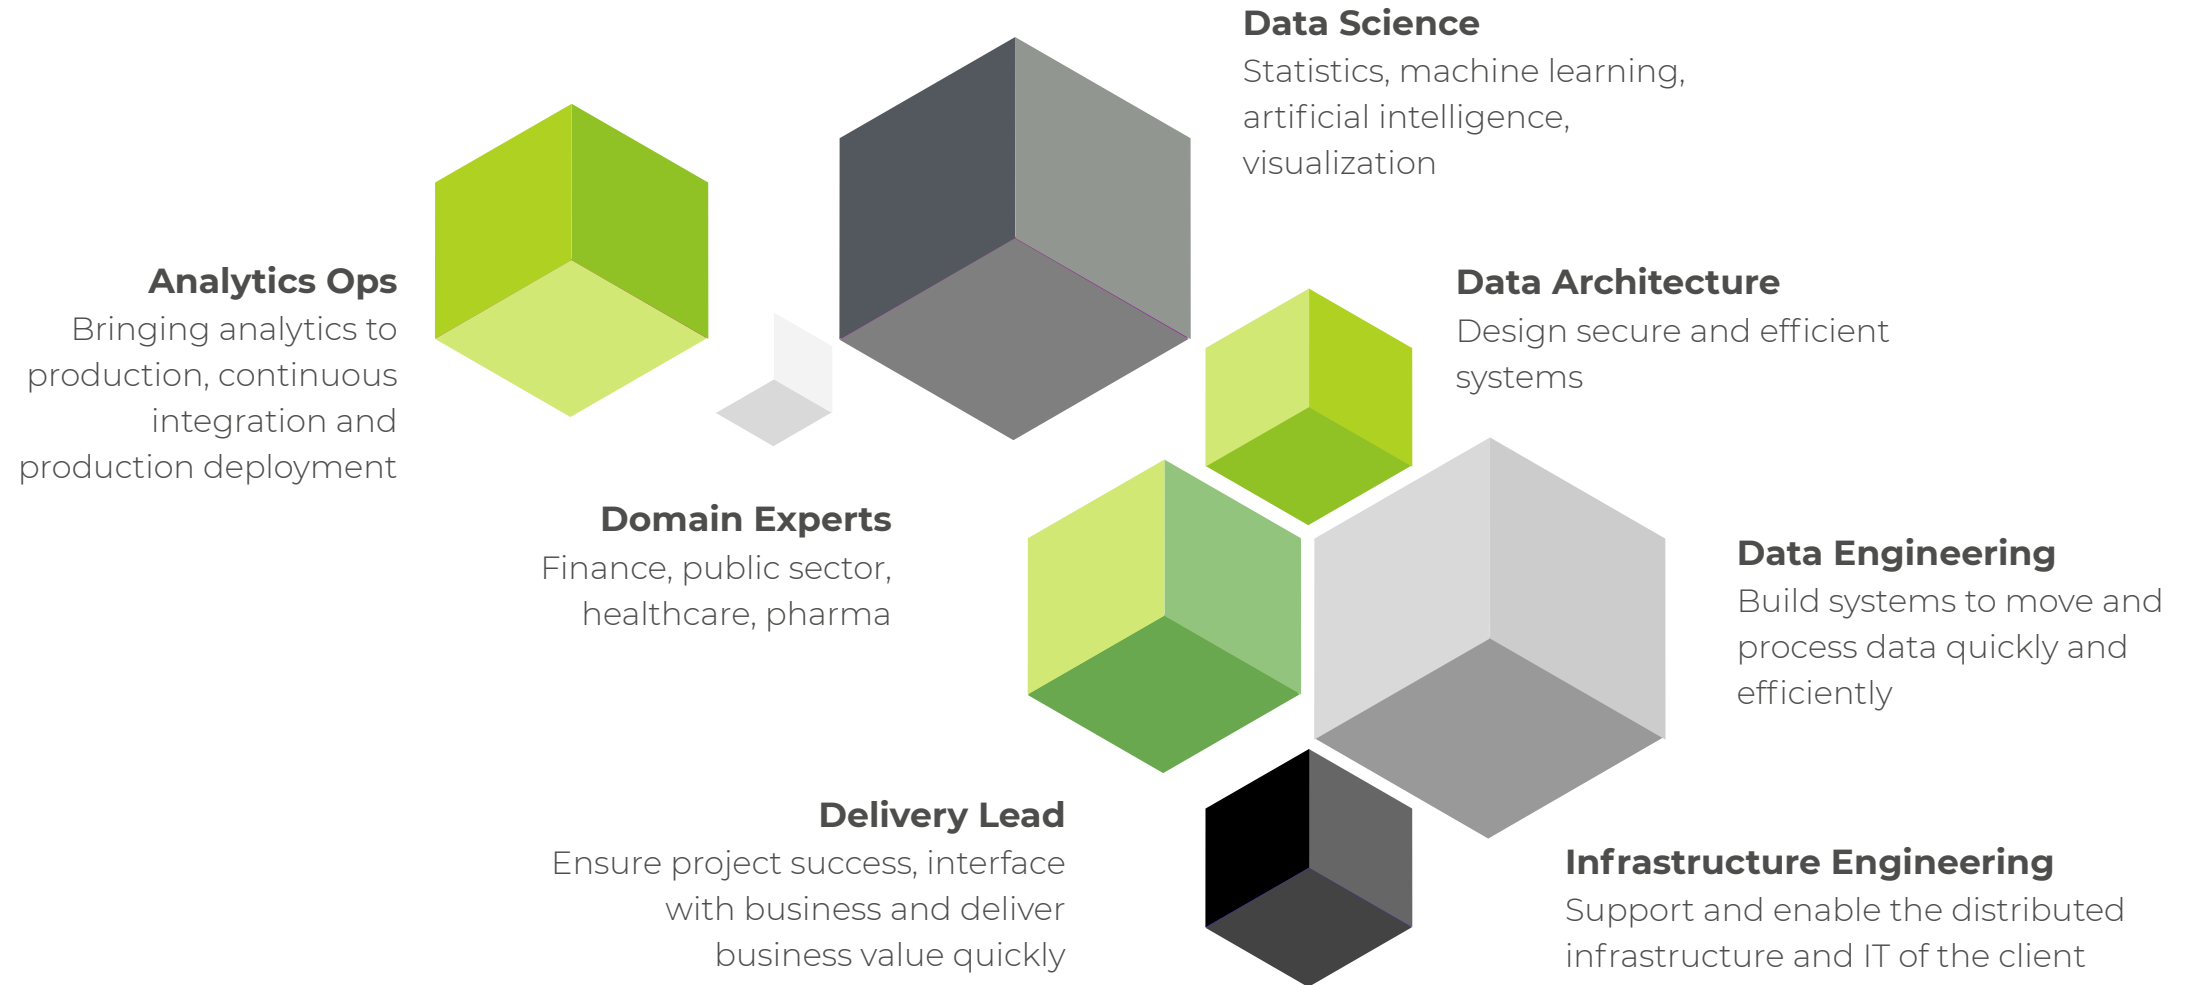 Data Science
Statistics, machine learning,
artificial intelligence,
visualization
Analytics Ops
Bringing analytics to
production, continuous
integration and
production deployment
Data Architecture
Design secure and efficient
systems
Domain Experts
Finance, public sector,
healthcare, pharma
Data Engineering
Build systems to move and
process data quickly and
efficiently
Delivery Lead
Ensure project success, interface
with business and deliver
business value quickly
Infrastructure Engineering
Support and enable the distributed
infrastructure and IT of the client